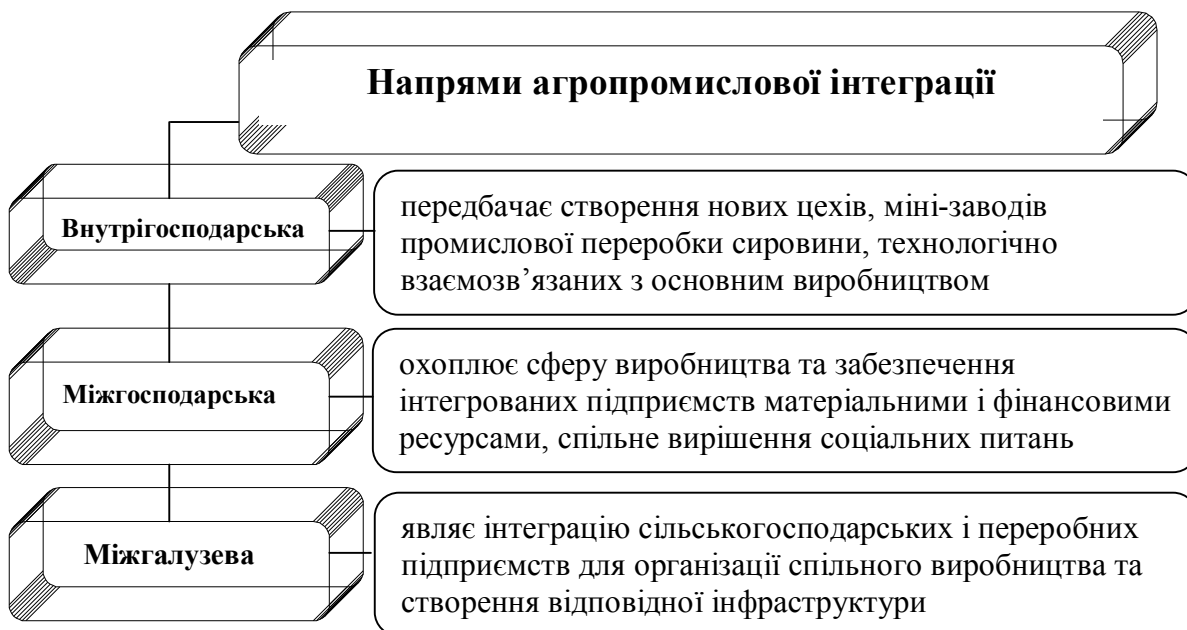 Напрями агропромислової інтеграції
Внутрігосподарська
передбачає створення нових цехів, міні-заводів
промислової переробки сировини, технологічно
взаємозв’язаних з основним виробництвом
Міжгосподарська
охоплює сферу виробництва та забезпечення
інтегрованих підприємств матеріальними і фінансовими
ресурсами, спільне вирішення соціальних питань
Міжгалузева
являє інтеграцію сільськогосподарських і переробних
підприємств для організації спільного виробництва та
створення відповідної інфраструктури